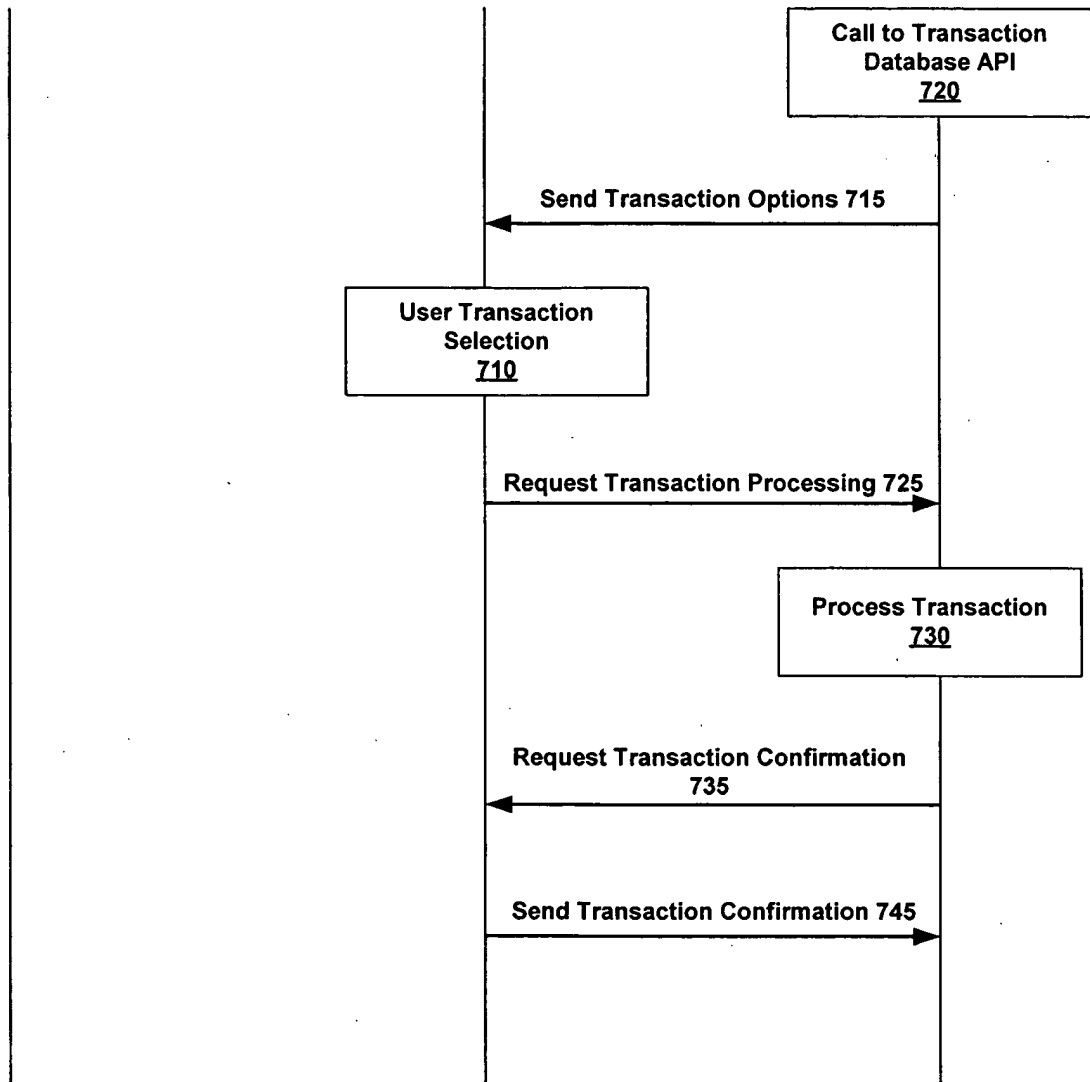 Call to Transaction
Database API
720
Send Transaction Options 715
User Transaction
Selection
710
Request Transaction Processing 725
Process Transaction
730
Request Transaction Confirmation
735
Send Transaction Confirmation 745